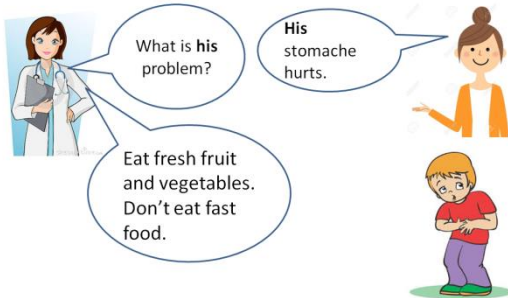 What is his
problem?
His
stomache
hurts.
Eat fresh fruit
and vegetables.
Don't eat fast
food.